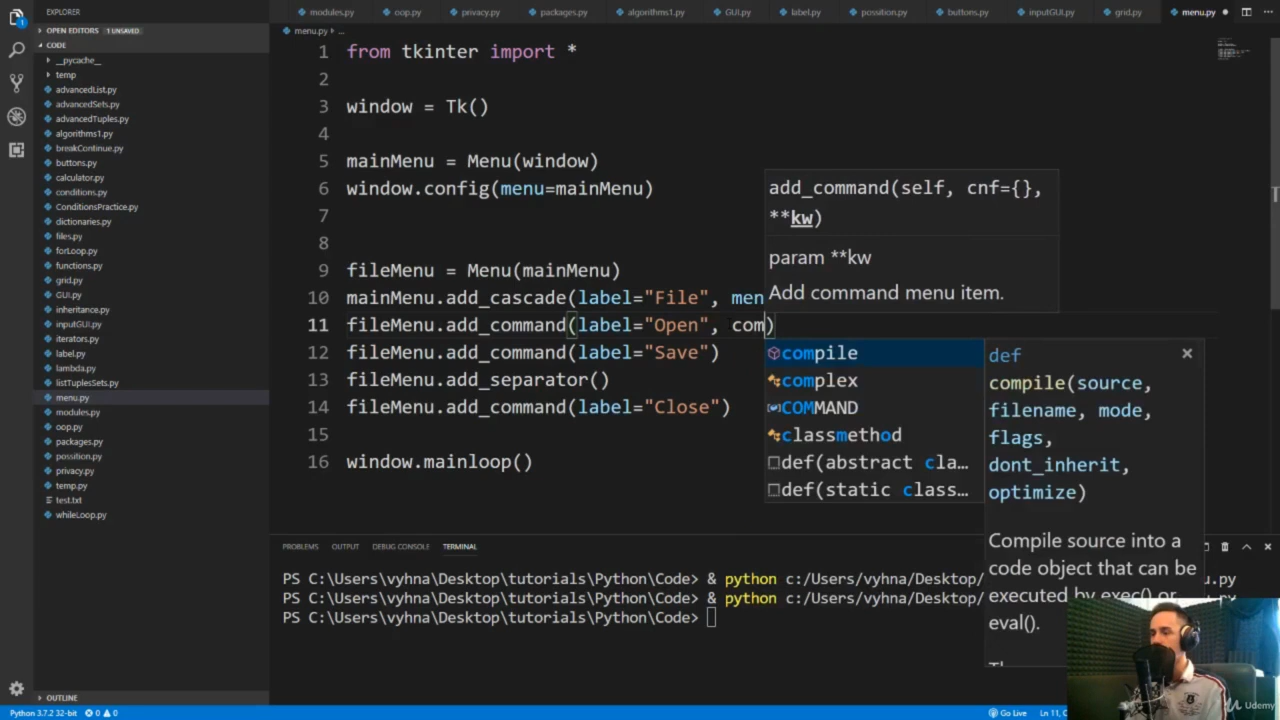 EXPLORER
modules.py oop.py privacy.py packages.py algorithms1.py GUI.py label.py possition.py buttons.py inputGUI.py grid.py menu.py
OPEN EDITORS 1 UNSAVED
CODE
__pycache__
temp
advancedList.py
advancedSets.py
advancedTuples.py
algorithms1.py
breakContinue.py
buttons.py
calculator.py
conditions.py
ConditionsPractice.py
dictionaries.py
files.py
forLoop.py
functions.py
grid.py
GUI.py
inheritance.py
inputGUI.py
iterators.py
label.py
lambda.py
listTuplesSets.py
menu.py
modules.py
oop.py
packages.py
possition.py
privacy.py
temp.py
test.txt
whileLoop.py
OUTLINE
menu.py ...
1 from tkinter import *
2
3 window = Tk()
4
5 mainMenu = Menu(window)
6 window.config(menu=mainMenu)
7
8
9 fileMenu = Menu(mainMenu)
10 mainMenu.add_cascade(label="File", men
11 fileMenu.add_command(label="Open", com)
12 fileMenu.add_command(label="Save")
13 fileMenu.add_separator()
14 fileMenu.add_command(label="Close")
15
16 window.mainloop()
add_command(self, cnf={},
**kw)
param **kw
Add command menu item.
compile
complex
COMMAND
classmethod
def(abstract cla...
def(static class...
def
compile(source,
filename, mode,
flags,
dont_inherit,
optimize)
Compile source into a
code object that can be
executed by exec() or
eval().
PROBLEMS OUTPUT DEBUG CONSOLE TERMINAL
PS C:\Users\vyhna\Desktop\tutorials\Python\Code> & python c:/Users/vyhna/Desktop/
PS C:\Users\vyhna\Desktop\tutorials\Python\Code> & python c:/Users/vyhna/Desktop/
PS C:\Users\vyhna\Desktop\tutorials\Python\Code>
Python 3.7.2 32-bit 0 0 Go Live Ln 11,
Udemy